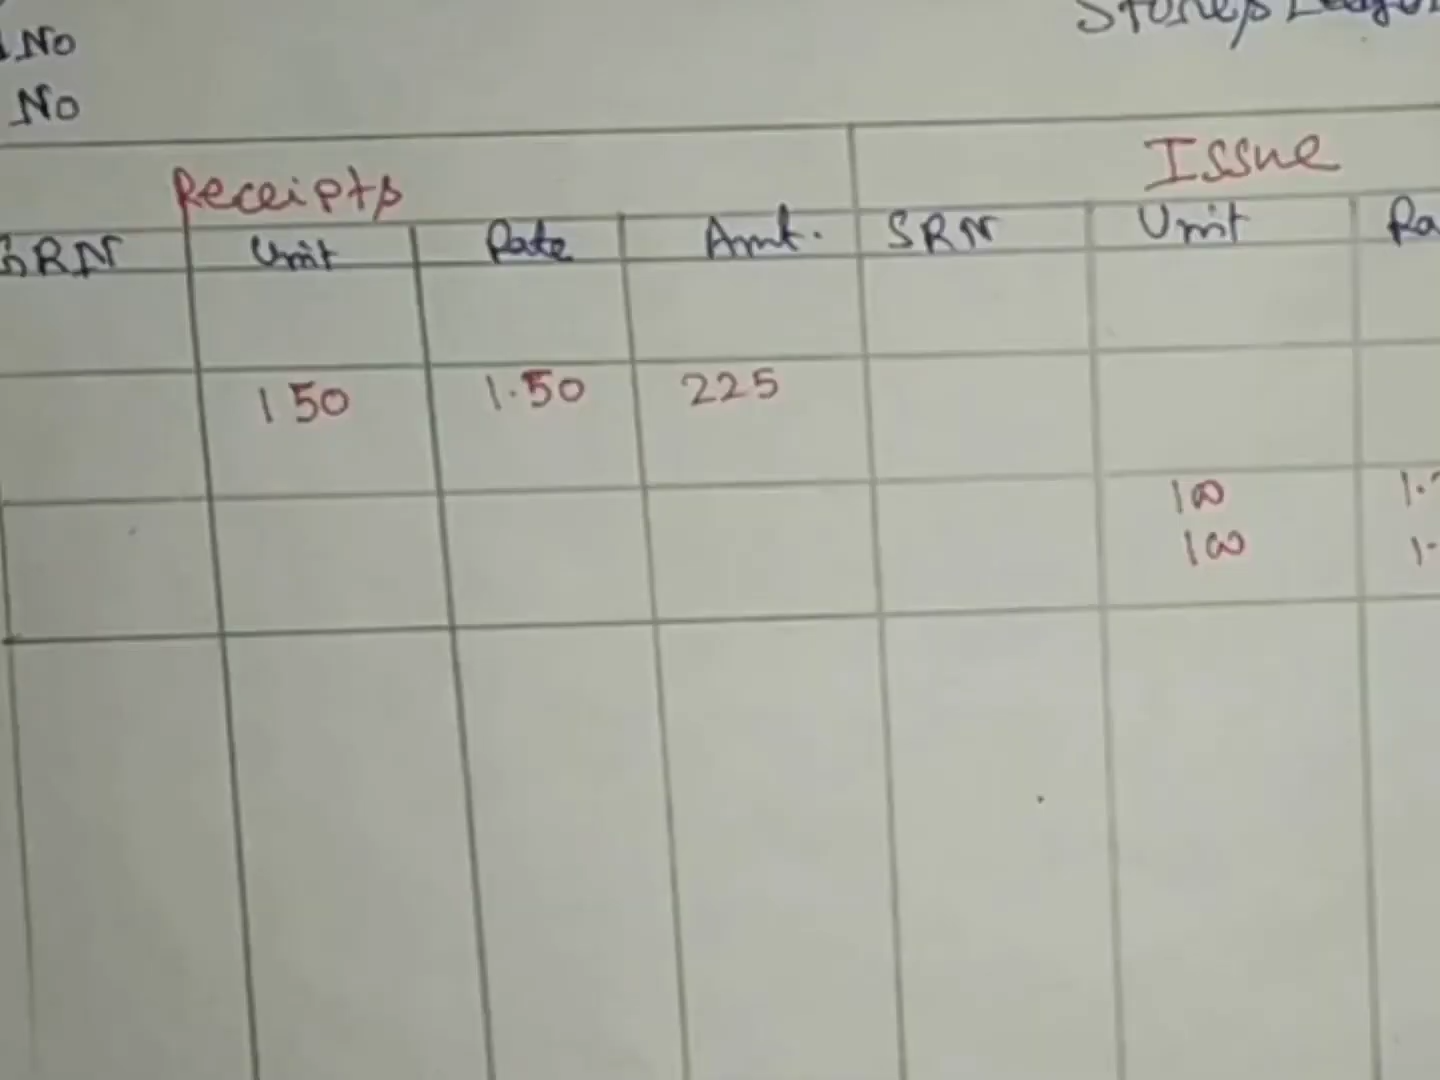 No
No
Receipts Issue
SRN Unit Rate Amt. SRN Unit
150 1.50 225
100
100